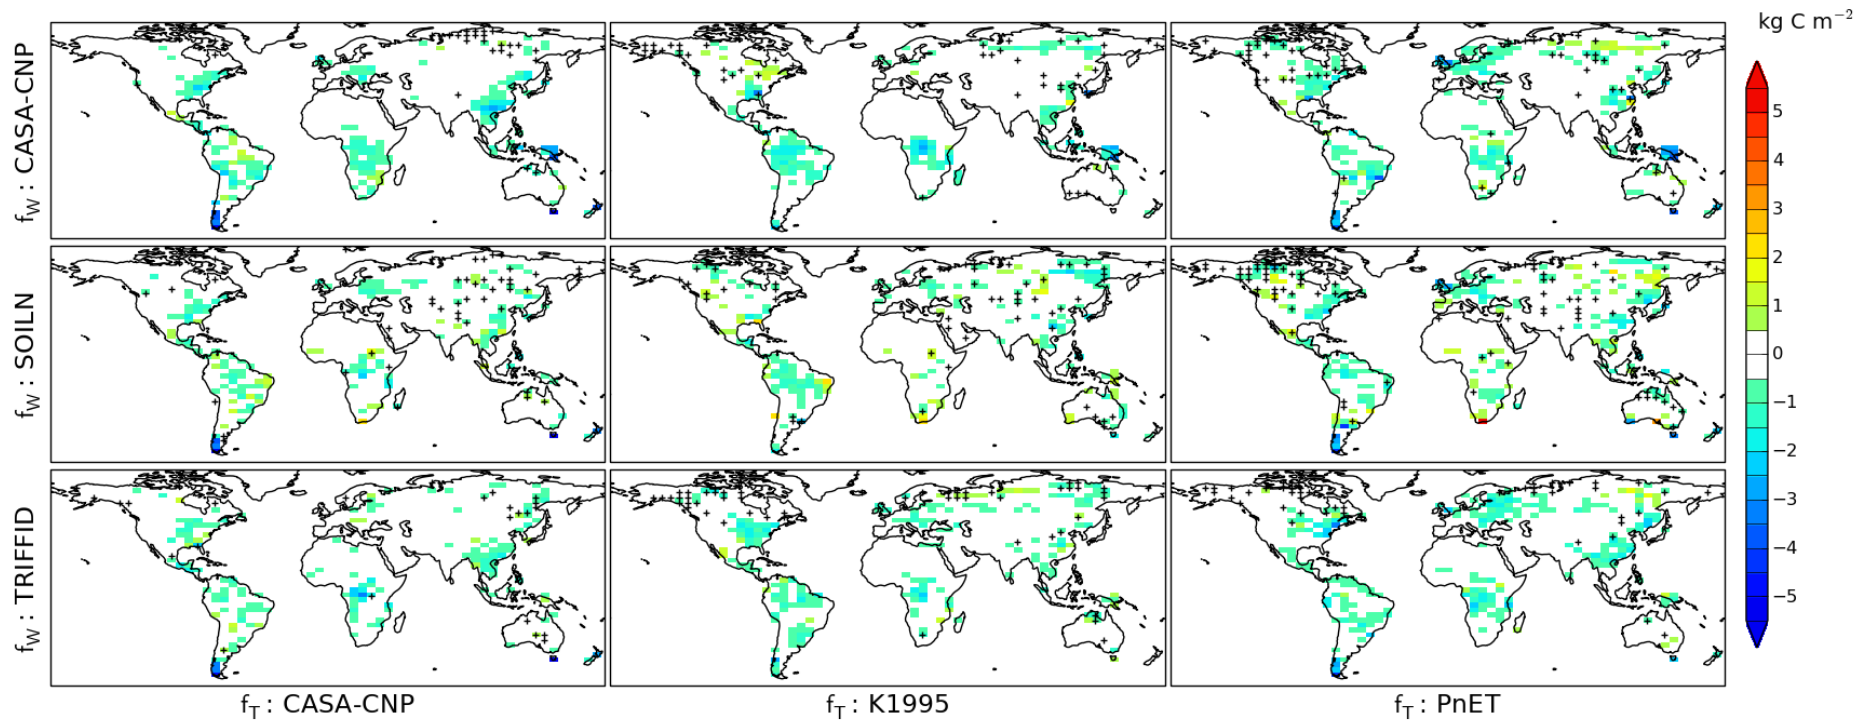 kg C m⁻²
f_W : CASA-CNP
f_W : SOILN
f_W : TRIFFID
5
4
3
2
1
0
−1
−2
−3
−4
−5
f_T : CASA-CNP
f_T : K1995
f_T : PnET